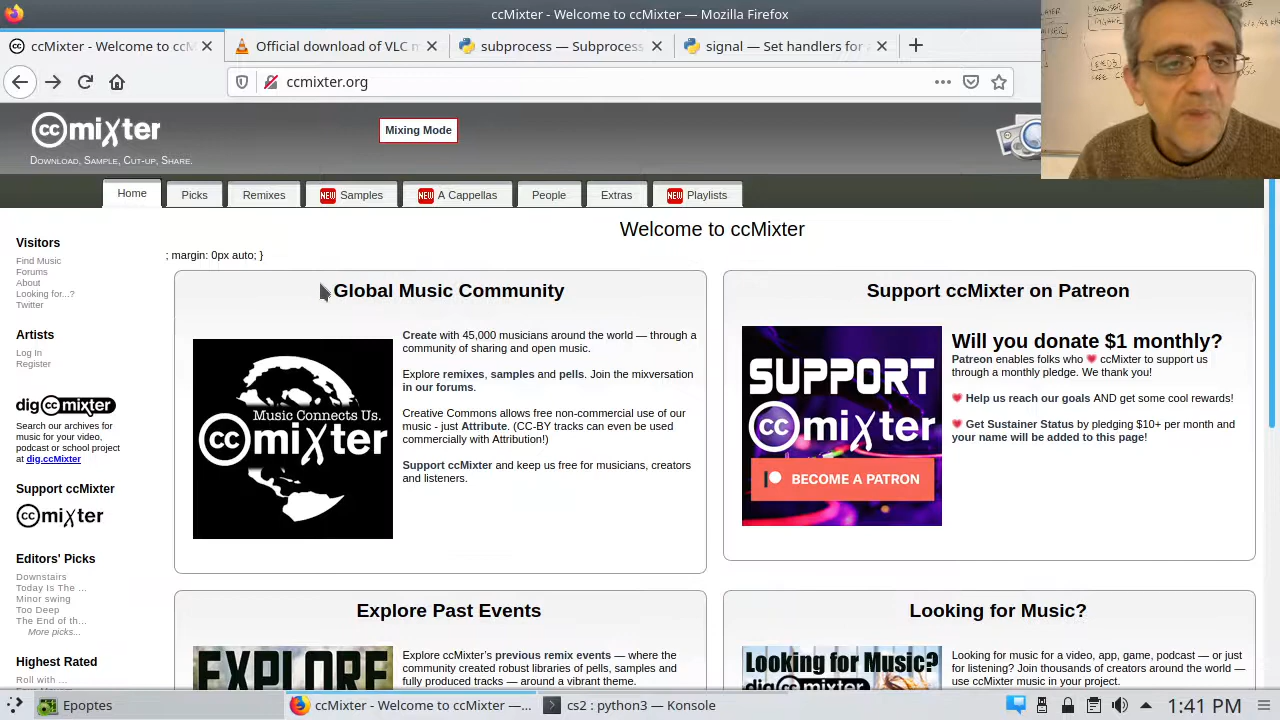 ccMixter - Welcome to ccMixter — Mozilla Firefox
ccMixter - Welcome to ccM
Official download of VLC m
subprocess — Subprocess
signal — Set handlers for a
ccmixter.org
cc mixter
Download, Sample, Cut-up, Share.
Mixing Mode
Home
Picks
Remixes
NEW Samples
NEW A Cappellas
People
Extras
NEW Playlists
Welcome to ccMixter
; margin: 0px auto; }
Visitors
Find Music
Forums
About
Looking for...?
Twitter
Artists
Log In
Register
dig cc mixter
Search our archives for
music for your video,
podcast or school project
at dig.ccMixter
Support ccMixter
cc mixter
Editors' Picks
Downstairs
Today Is The ...
Minor swing
Too Deep
The End of th...
More picks...
Highest Rated
Roll with ...
Global Music Community
Music Connects Us.
cc mixter
Create with 45,000 musicians around the world — through a
community of sharing and open music.
Explore remixes, samples and pells. Join the mixversation
in our forums.
Creative Commons allows free non-commercial use of our
music - just Attribute. (CC-BY tracks can even be used
commercially with Attribution!)
Support ccMixter and keep us free for musicians, creators
and listeners.
Support ccMixter on Patreon
SUPPORT
cc mixter
BECOME A PATRON
Will you donate $1 monthly?
Patreon enables folks who 💗 ccMixter to support us
through a monthly pledge. We thank you!
💗 Help us reach our goals AND get some cool rewards!
💗 Get Sustainer Status by pledging $10+ per month and
your name will be added to this page!
Explore Past Events
EXPLORE
Explore ccMixter's previous remix events — where the
community created robust libraries of pells, samples and
fully produced tracks — around a vibrant theme.
Looking for Music?
Looking for Music?
dig cc mixter
Looking for music for a video, app, game, podcast — or just
for listening? Join thousands of creators around the world —
use ccMixter music in your project.
Epoptes
ccMixter - Welcome to ccMixter —...
cs2 : python3 — Konsole
1:41 PM